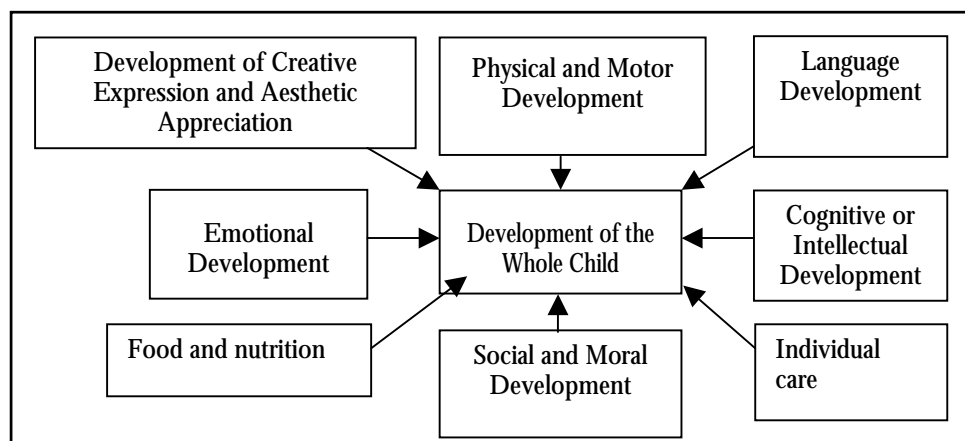 Development of Creative
Expression and Aesthetic
Appreciation
Physical and Motor
Development
Language
Development
Emotional
Development
Development of the
Whole Child
Cognitive or
Intellectual
Development
Food and nutrition
Social and Moral
Development
Individual
care